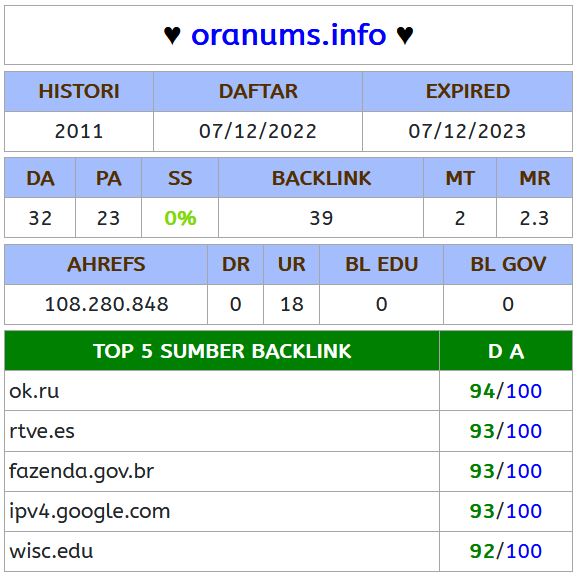 ♥ oranums.info ♥
HISTORI DAFTAR EXPIRED
2011 07/12/2022 07/12/2023
DA PA SS BACKLINK MT MR
32 23 0% 39 2 2.3
AHREFS DR UR BL EDU BL GOV
108.280.848 0 18 0 0
TOP 5 SUMBER BACKLINK D A
ok.ru 94/100
rtve.es 93/100
fazenda.gov.br 93/100
ipv4.google.com 93/100
wisc.edu 92/100